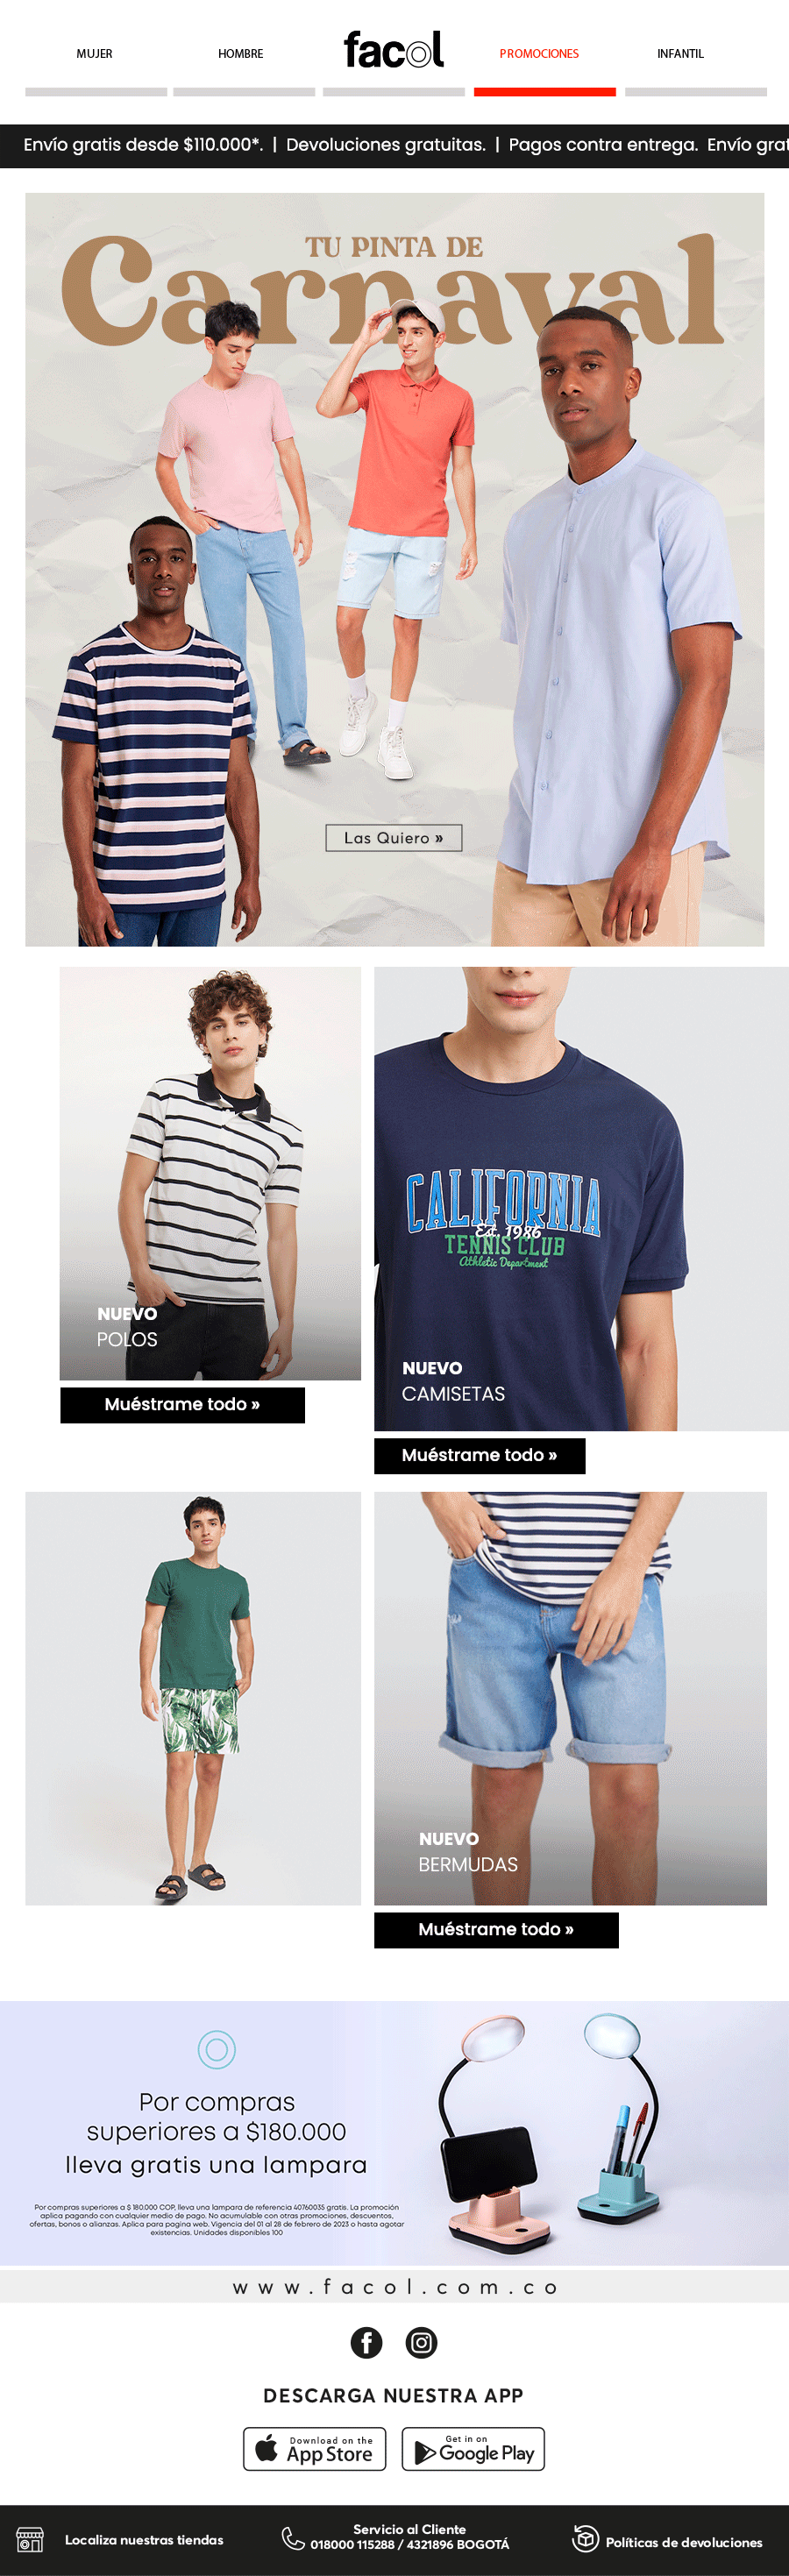 MUJER
HOMBRE
facol
PROMOCIONES
INFANTIL
Envío gratis desde $110.000*. | Devoluciones gratuitas. | Pagos contra entrega. Envío grat
TU PINTA DE
Carnaval
Las Quiero »
CALIFORNIA
Est. 1986
TENNIS CLUB
Athletic Department
NUEVO
POLOS
Muéstrame todo »
NUEVO
CAMISETAS
Muéstrame todo »
NUEVO
BERMUDAS
Muéstrame todo »
Por compras
superiores a $180.000
lleva gratis una lampara
Por compras superiores a $ 180.000 COP, lleva una lampara de referencia 40760035 gratis. La promoción
aplica pagando con cualquier medio de pago. No acumulable con otras promociones, descuentos,
ofertas, bonos o alianzas. Aplica para pagina web. Vigencia del 01 al 28 de febrero de 2023 o hasta agotar
existencias. Unidades disponibles 100
www.facol.com.co
DESCARGA NUESTRA APP
Download on the
App Store
Get in on
Google Play
Localiza nuestras tiendas
Servicio al Cliente
018000 115288 / 4321896 BOGOTÁ
Políticas de devoluciones